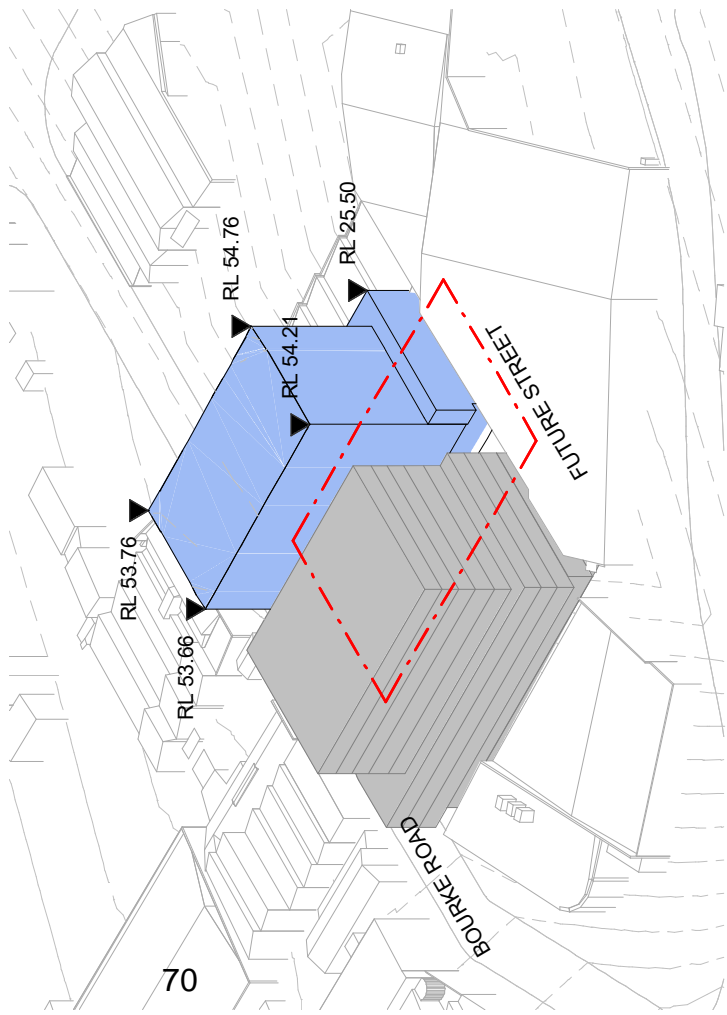 RL 25.50
RL 54.76
RL 54.21
FUTURE STREET
RL 53.76
RL 53.66
BOURKE ROAD
70